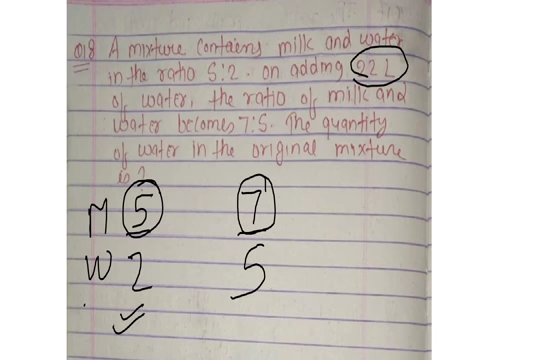 Q18 A mixture contains milk and water
in the ratio 5:2. on adding 22 L
of water, the ratio of milk and
water becomes 7:5. The quantity
of water in the original mixture
is?
M 5 7
W 2 5